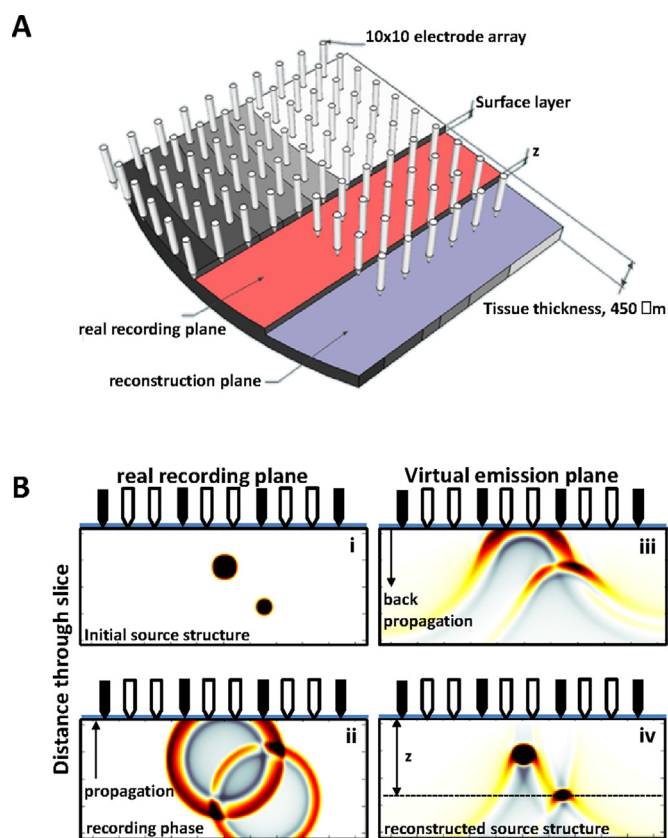 A
10x10 electrode array
Surface layer
z
real recording plane
Tissue thickness, 450 □m
reconstruction plane
B
real recording plane
Virtual emission plane
Distance through slice
i
Initial source structure
iii
back
propagation
ii
propagation
recording phase
iv
z
reconstructed source structure